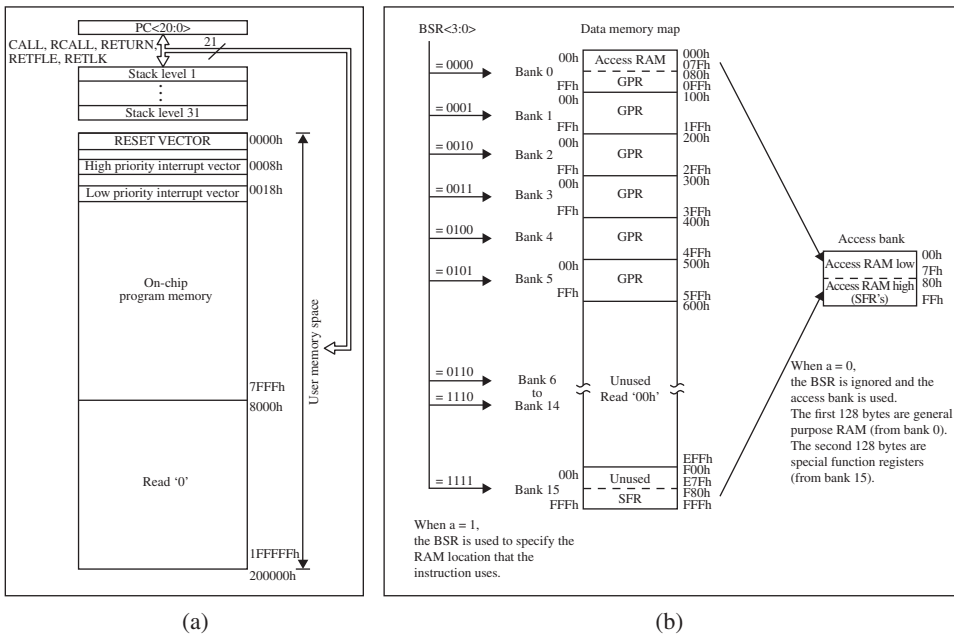 PC<20:0>
CALL, RCALL, RETURN,
RETFLE, RETLK
21
Stack level 1
Stack level 31
RESET VECTOR
0000h
High priority interrupt vector
0008h
Low priority interrupt vector
0018h
On-chip
program memory
User memory space
7FFFh
8000h
Read ‘0’
1FFFFFh
200000h
(a)
BSR<3:0>
Data memory map
= 0000
Bank 0
00h
FFh
Access RAM
GPR
000h
07Fh
080h
0FFh
= 0001
Bank 1
00h
FFh
GPR
100h
1FFh
= 0010
Bank 2
00h
FFh
GPR
200h
2FFh
= 0011
Bank 3
00h
FFh
GPR
300h
3FFh
= 0100
Bank 4
GPR
400h
4FFh
= 0101
Bank 5
00h
FFh
GPR
500h
5FFh
600h
= 0110
= 1110
Bank 6
to
Bank 14
Unused
Read ‘00h’
EFFh
= 1111
Bank 15
00h
FFFh
Unused
SFR
F00h
E7Fh
F80h
FFFh
Access bank
Access RAM low
Access RAM high
(SFR's)
00h
7Fh
80h
FFh
When a = 0,
the BSR is ignored and the
access bank is used.
The first 128 bytes are general
purpose RAM (from bank 0).
The second 128 bytes are
special function registers
(from bank 15).
When a = 1,
the BSR is used to specify the
RAM location that the
instruction uses.
(b)